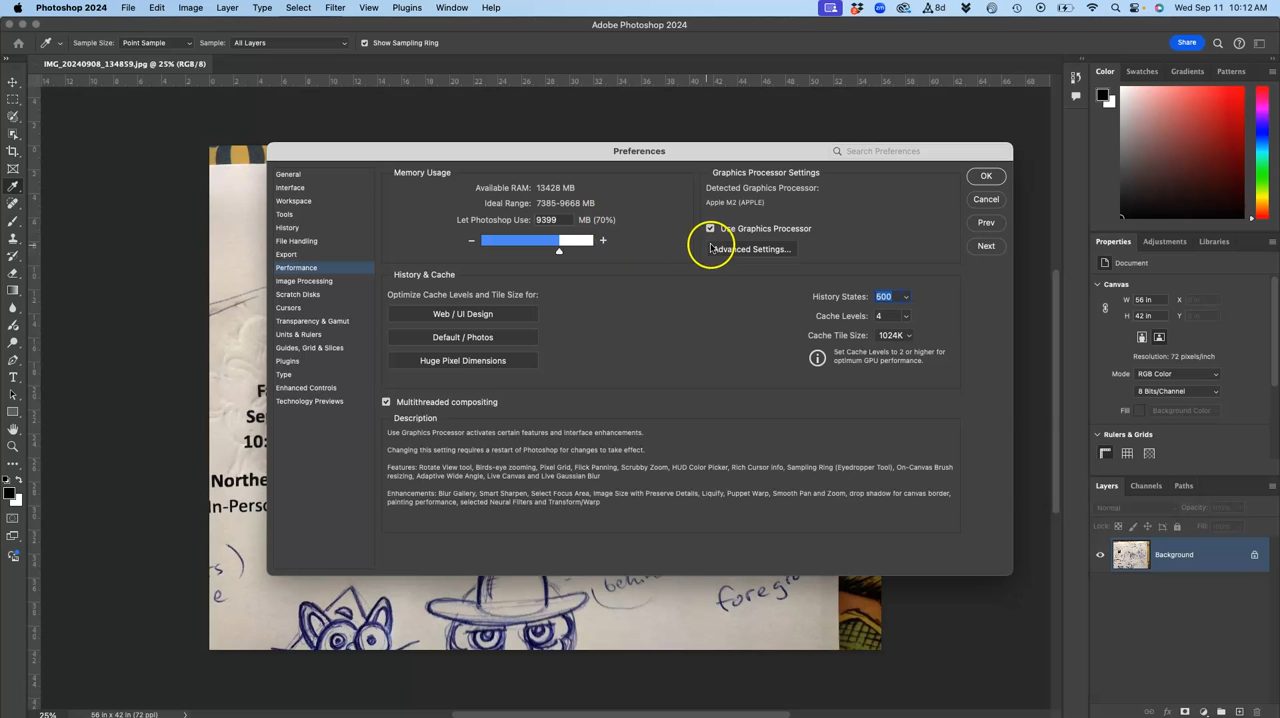 Photoshop 2024 File Edit Image Layer Type Select Filter View Plugins Window Help 8d Wed Sep 11 10:12 AM
Adobe Photoshop 2024
Sample Size: Point Sample Sample: All Layers Show Sampling Ring Share
IMG_20240908_134859.jpg @ 25% (RGB/8)
Color Swatches Gradients Patterns
Preferences
Search Preferences
General
Interface
Workspace
Tools
History
File Handling
Export
Performance
Image Processing
Scratch Disks
Cursors
Transparency & Gamut
Units & Rulers
Guides, Grid & Slices
Plugins
Type
Enhanced Controls
Technology Previews
Memory Usage
Available RAM: 13428 MB
Ideal Range: 7385-9668 MB
Let Photoshop Use: 9399 MB (70%)
Graphics Processor Settings
Detected Graphics Processor:
Apple M2 (APPLE)
Use Graphics Processor
Advanced Settings...
OK
Cancel
Prev
Next
History & Cache
Optimize Cache Levels and Tile Size for:
Web / UI Design
Default / Photos
Huge Pixel Dimensions
History States: 500
Cache Levels: 4
Cache Tile Size: 1024K
Set Cache Levels to 2 or higher for
optimum GPU performance.
Multithreaded compositing
Description
Use Graphics Processor activates certain features and interface enhancements.
Changing this setting requires a restart of Photoshop for changes to take effect.
Features: Rotate View tool, Birds-eye zooming, Pixel Grid, Flick Panning, Scrubby Zoom, HUD Color Picker, Rich Cursor info, Sampling Ring (Eyedropper Tool), On-Canvas Brush
resizing, Adaptive Wide Angle, Live Canvas and Live Gaussian Blur
Enhancements: Blur Gallery, Smart Sharpen, Select Focus Area, Image Size with Preserve Details, Liquify, Puppet Warp, Smooth Pan and Zoom, drop shadow for canvas border,
painting performance, selected Neural Filters and Transform/Warp
Se
10:
Northe
In-Perso
behin
foregr
Properties Adjustments Libraries
Document
Canvas
W 56 in X
H 42 in Y
Resolution: 72 pixels/inch
Mode RGB Color
8 Bits/Channel
Fill Background Color
Rulers & Grids
Layers Channels Paths
Normal Opacity:
Lock: Fill:
Background
25% 56 in x 42 in (72 ppi)